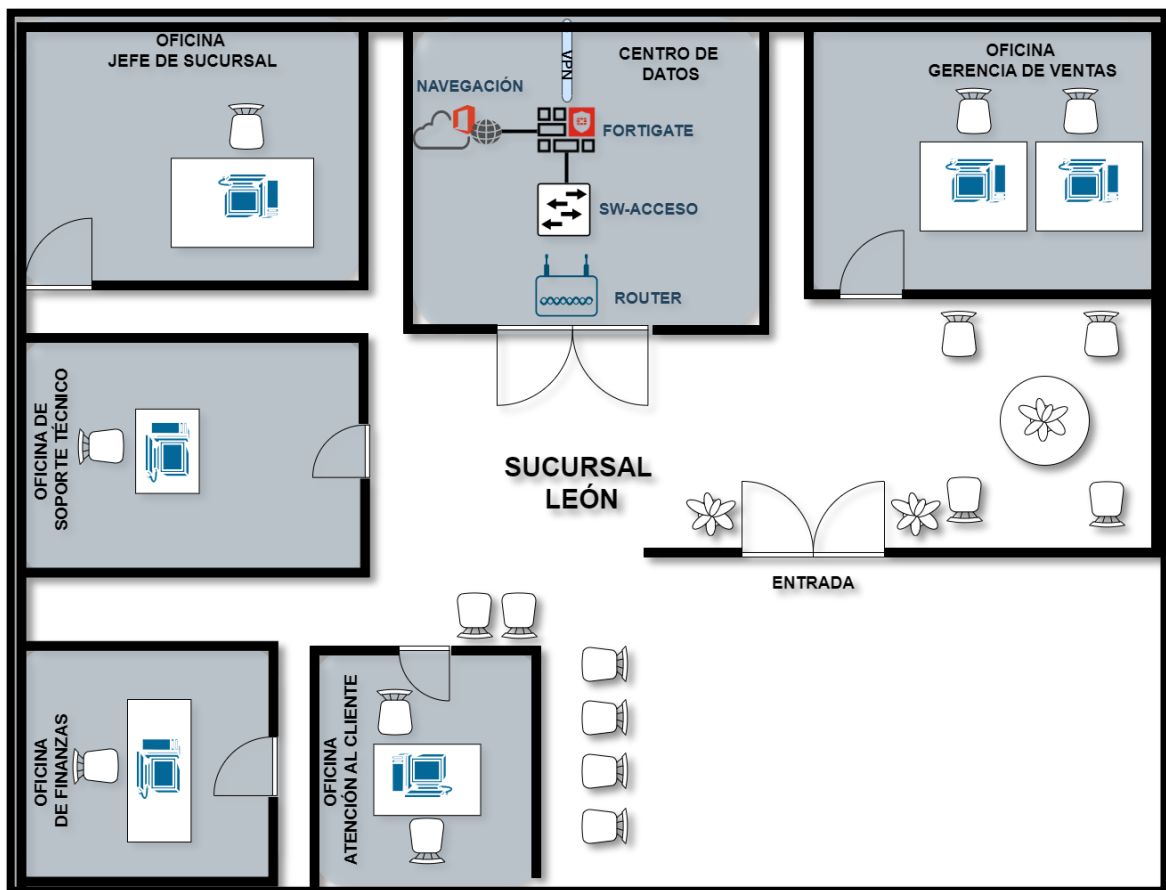 OFICINA
JEFE DE SUCURSAL
VPN
CENTRO DE
DATOS
NAVEGACIÓN
FORTIGATE
SW-ACCESO
ROUTER
OFICINA
GERENCIA DE VENTAS
OFICINA DE
SOPORTE TÉCNICO
SUCURSAL
LEÓN
ENTRADA
OFICINA
DE FINANZAS
OFICINA
ATENCIÓN AL CLIENTE